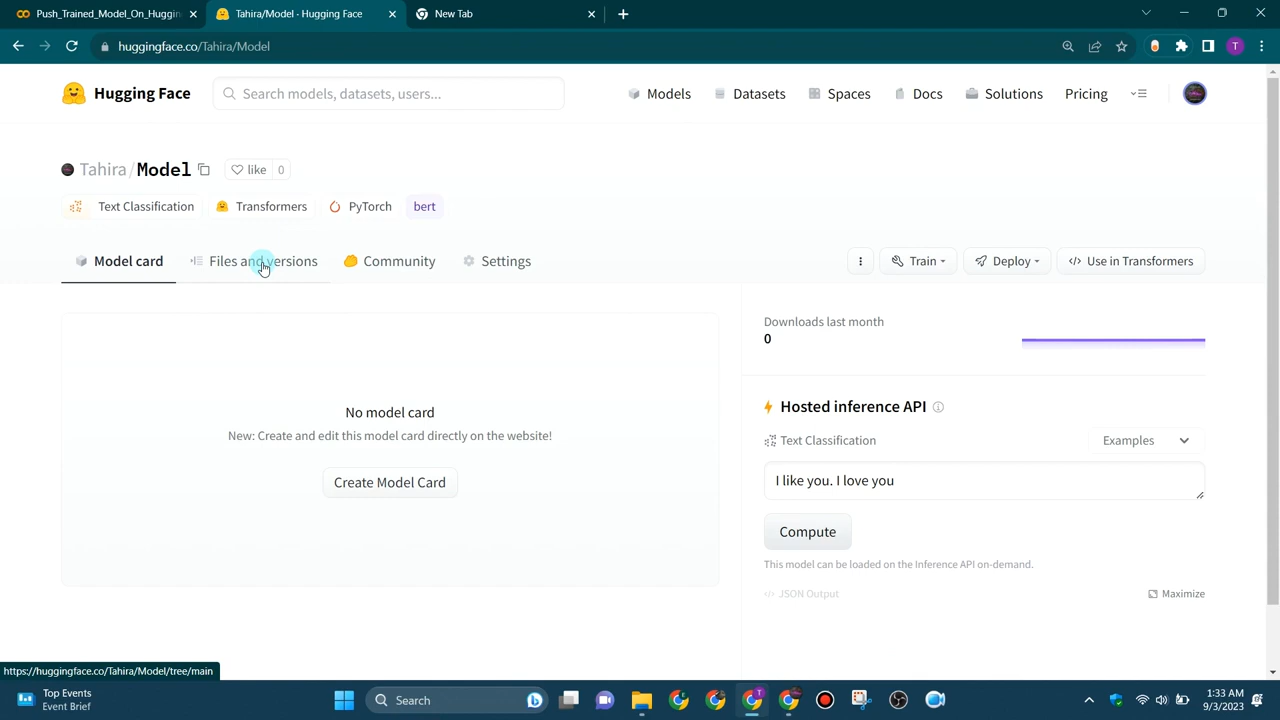 Push_Trained_Model_On_Huggin
Tahira/Model - Hugging Face
New Tab
huggingface.co/Tahira/Model
T
Hugging Face
Search models, datasets, users...
Models
Datasets
Spaces
Docs
Solutions
Pricing
Tahira/Model
like 0
Text Classification
Transformers
PyTorch
bert
Model card
Files and versions
Community
Settings
Train
Deploy
</> Use in Transformers
No model card
New: Create and edit this model card directly on the website!
Create Model Card
Downloads last month
0
Hosted inference API
Text Classification
Examples
I like you. I love you
Compute
This model can be loaded on the Inference API on-demand.
</> JSON Output
Maximize
https://huggingface.co/Tahira/Model/tree/main
Top Events
Event Brief
Search
1:33 AM
9/3/2023